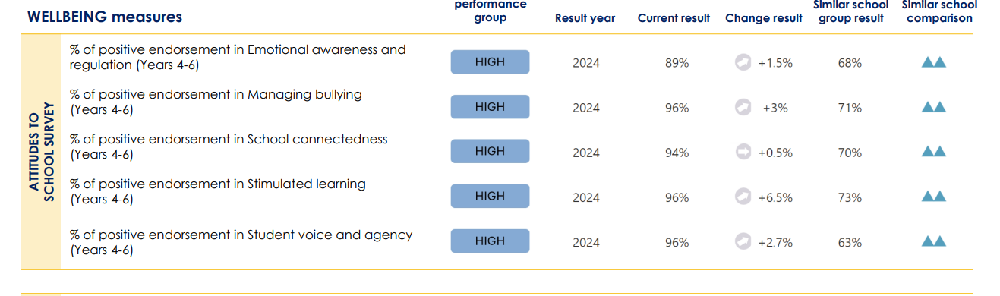 WELLBEING measures
performance
group
Result year
Current result
Change result
Similar school
group result
Similar school
comparison
ATTITUDES TO
SCHOOL SURVEY
% of positive endorsement in Emotional awareness and
regulation (Years 4-6)
HIGH
2024
89%
+1.5%
68%
% of positive endorsement in Managing bullying
(Years 4-6)
HIGH
2024
96%
+3%
71%
% of positive endorsement in School connectedness
(Years 4-6)
HIGH
2024
94%
+0.5%
70%
% of positive endorsement in Stimulated learning
(Years 4-6)
HIGH
2024
96%
+6.5%
73%
% of positive endorsement in Student voice and agency
(Years 4-6)
HIGH
2024
96%
+2.7%
63%